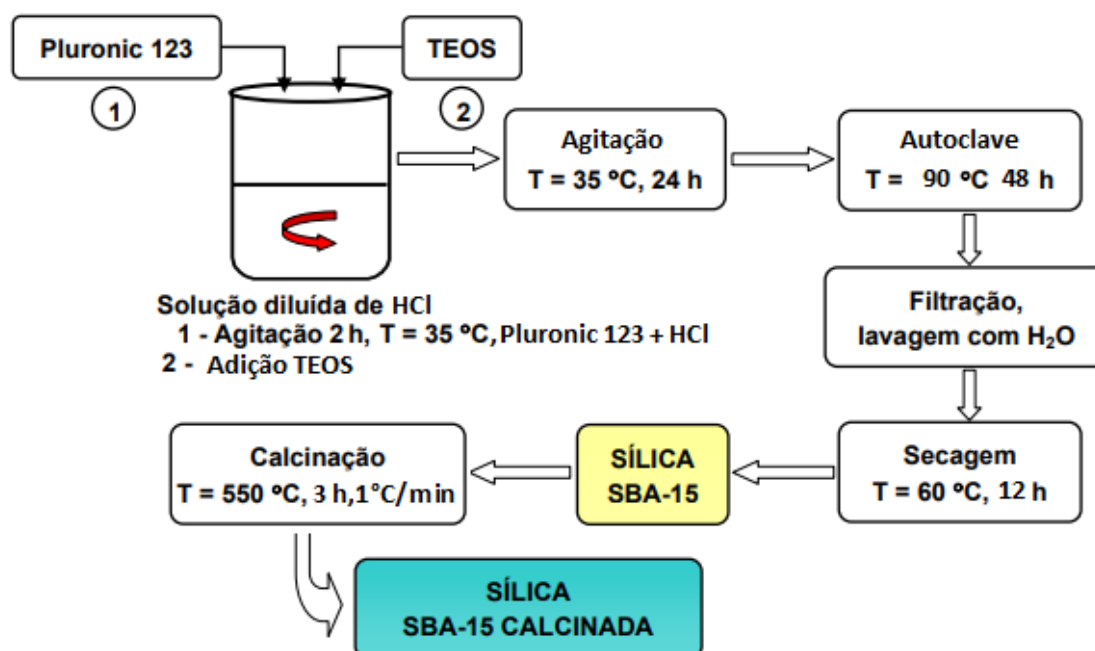 Pluronic 123
TEOS
1
2
Agitação
T = 35 ºC, 24 h
Autoclave
T = 90 ºC 48 h
Solução diluída de HCl
1 - Agitação 2 h, T = 35 ºC, Pluronic 123 + HCl
2 - Adição TEOS
Filtração,
lavagem com H₂O
Secagem
T = 60 ºC, 12 h
SÍLICA
SBA-15
Calcinação
T = 550 ºC, 3 h,1°C/min
SÍLICA
SBA-15 CALCINADA